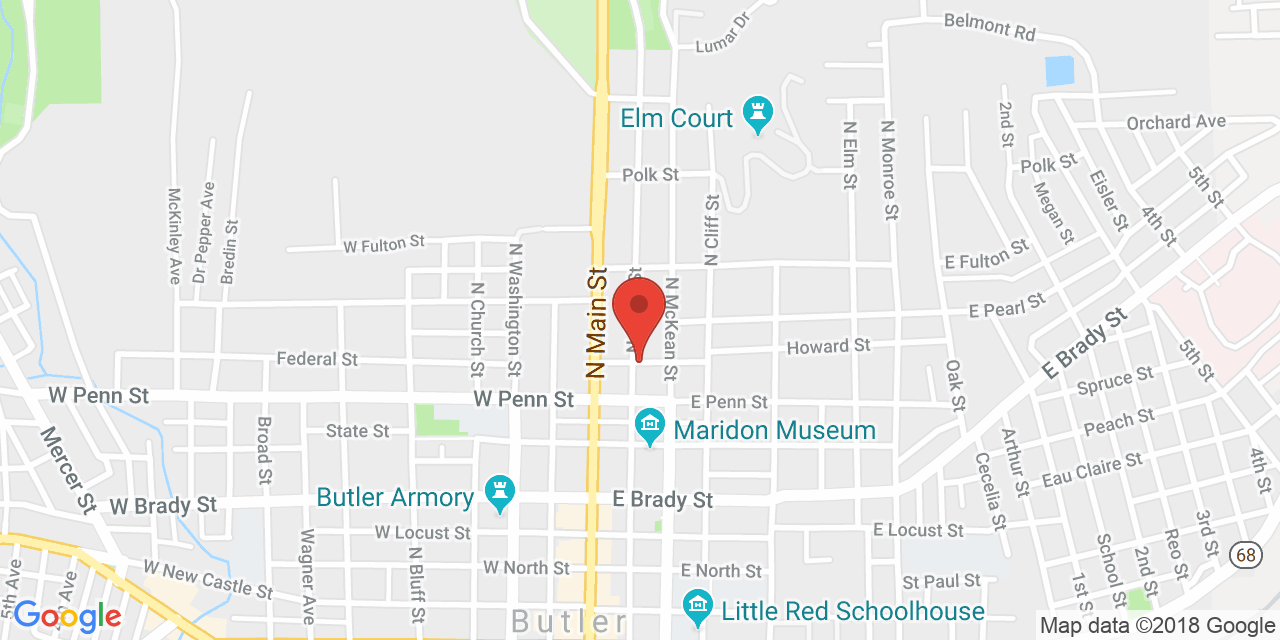 Belmont Rd
Lumar Dr
Elm Court
2nd St
Orchard Ave
N Elm St
N Monroe St
Polk St
Polk St
5th St
Eisler St
4th St
Megan St
McKinley Ave
Dr Pepper Ave
Bredin St
N Cliff St
W Fulton St
N Washington St
E Fulton St
N Main St
St
N
N McKean St
N Church St
E Pearl St
E Brady St
Federal St
Howard St
5th St
Oak St
Spruce St
W Penn St
W Penn St
E Penn St
Peach St
Broad St
State St
Maridon Museum
Arthur St
Cecelia St
Eau Claire St
4th St
Mercer St
Butler Armory
W Brady St
E Brady St
3rd St
W Locust St
E Locust St
Reo St
68
Wagner Ave
N Bluff St
School St
2nd St
1st St
5th Ave
W New Castle St
W North St
E North St
St Paul St
Little Red Schoolhouse
Butler
Google
Map data ©2018 Google